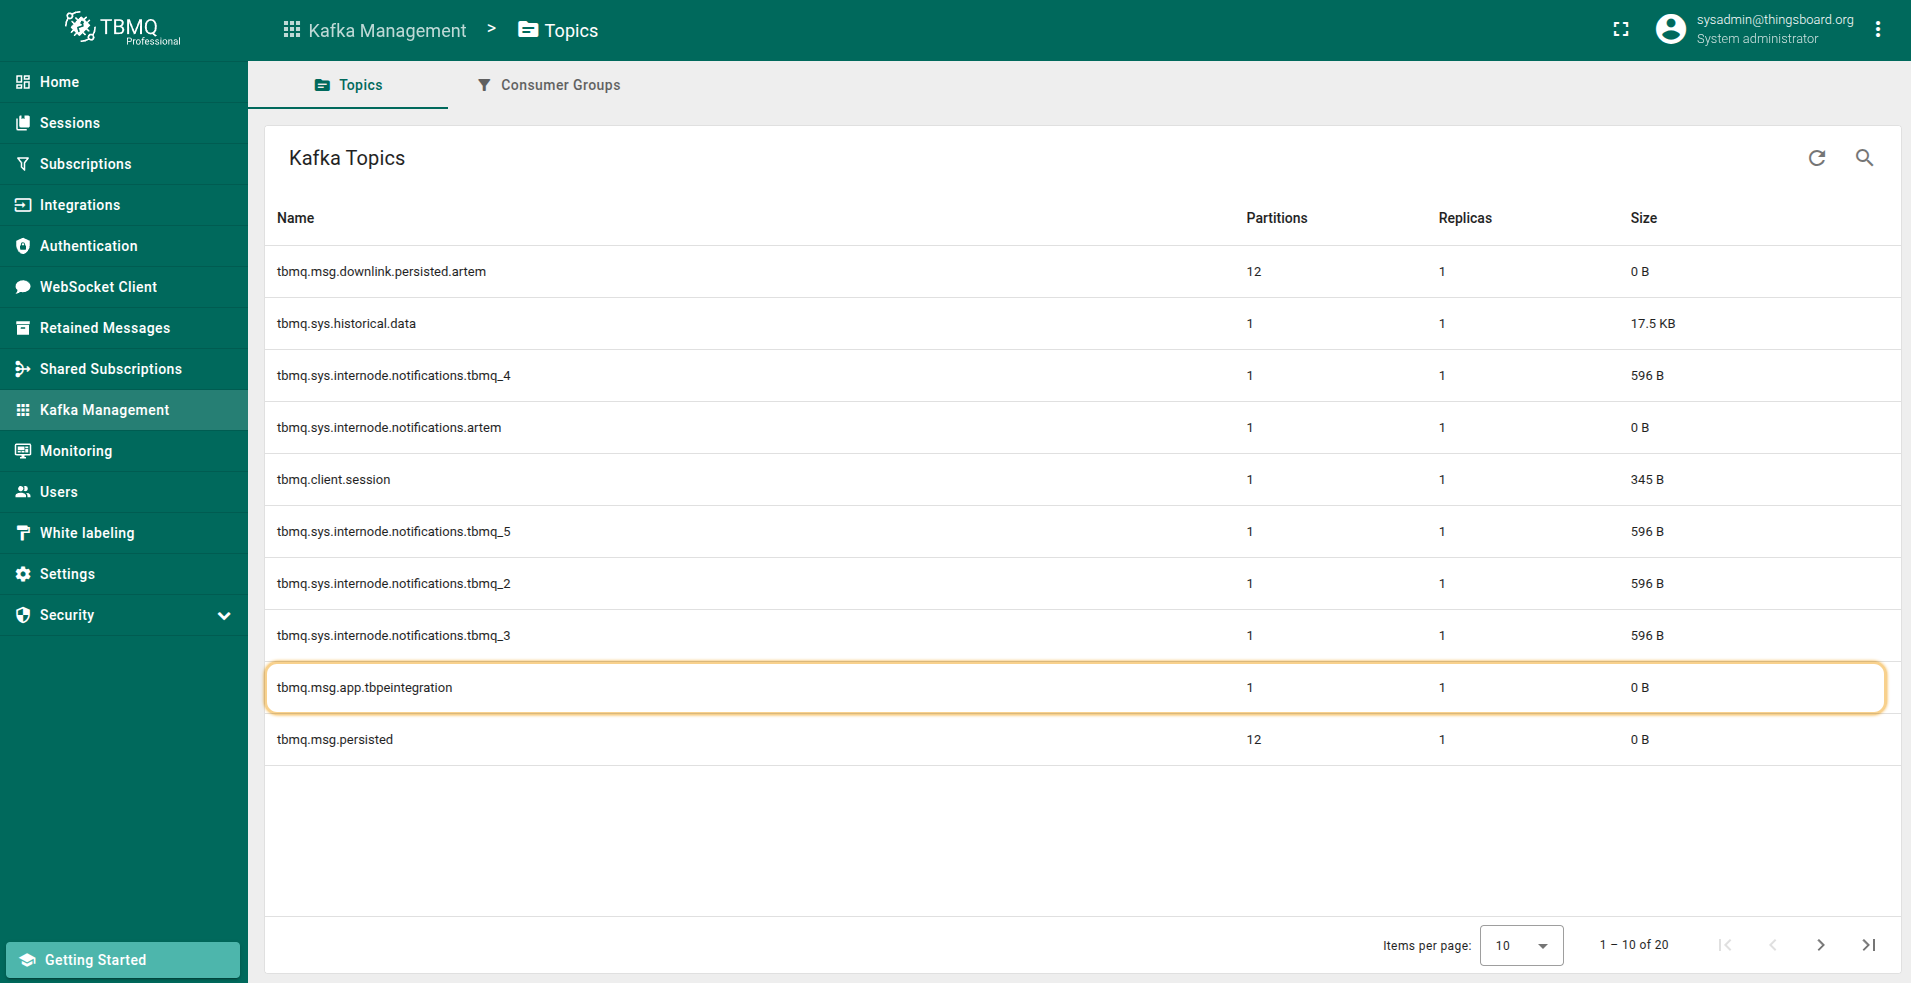 TBMQ
Professional
Kafka Management > Topics
sysadmin@thingsboard.org
System administrator
Home
Sessions
Subscriptions
Integrations
Authentication
WebSocket Client
Retained Messages
Shared Subscriptions
Kafka Management
Monitoring
Users
White labeling
Settings
Security
Getting Started
Topics Consumer Groups
Kafka Topics
Name Partitions Replicas Size
tbmq.msg.downlink.persisted.artem 12 1 0 B
tbmq.sys.historical.data 1 1 17.5 KB
tbmq.sys.internode.notifications.tbmq_4 1 1 596 B
tbmq.sys.internode.notifications.artem 1 1 0 B
tbmq.client.session 1 1 345 B
tbmq.sys.internode.notifications.tbmq_5 1 1 596 B
tbmq.sys.internode.notifications.tbmq_2 1 1 596 B
tbmq.sys.internode.notifications.tbmq_3 1 1 596 B
tbmq.msg.app.tbpeintegration 1 1 0 B
tbmq.msg.persisted 12 1 0 B
Items per page: 10 1 – 10 of 20